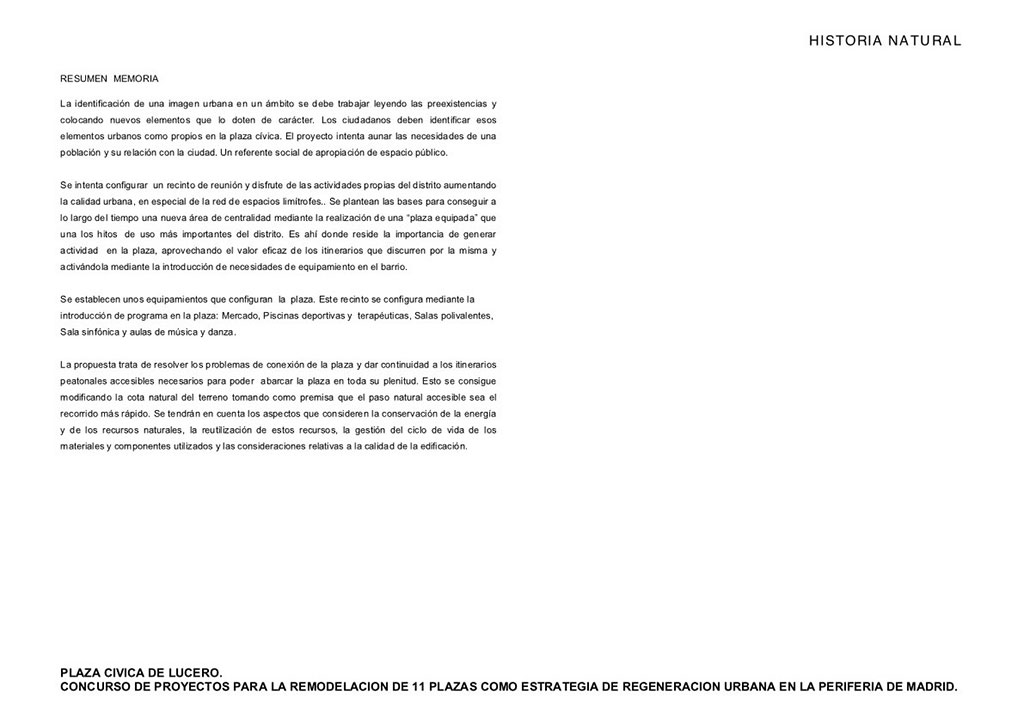 HISTORIA NATURAL
RESUMEN MEMORIA
La identificación de una imagen urbana en un ámbito se debe trabajar leyendo las preexistencias y
colocando nuevos elementos que lo doten de carácter. Los ciudadanos deben identificar esos
elementos urbanos como propios en la plaza cívica. El proyecto intenta aunar las necesidades de una
población y su relación con la ciudad. Un referente social de apropiación de espacio público.
Se intenta configurar un recinto de reunión y disfrute de las actividades propias del distrito aumentando
la calidad urbana, en especial de la red de espacios limítrofes.. Se plantean las bases para conseguir a
lo largo del tiempo una nueva área de centralidad mediante la realización de una “plaza equipada” que
una los hitos de uso más importantes del distrito. Es ahí donde reside la importancia de generar
actividad en la plaza, aprovechando el valor eficaz de los itinerarios que discurren por la misma y
activándola mediante la introducción de necesidades de equipamiento en el barrio.
Se establecen unos equipamientos que configuran la plaza. Este recinto se configura mediante la
introducción de programa en la plaza: Mercado, Piscinas deportivas y terapéuticas, Salas polivalentes,
Sala sinfónica y aulas de música y danza.
La propuesta trata de resolver los problemas de conexión de la plaza y dar continuidad a los itinerarios
peatonales accesibles necesarios para poder abarcar la plaza en toda su plenitud. Esto se consigue
modificando la cota natural del terreno tomando como premisa que el paso natural accesible sea el
recorrido más rápido. Se tendrán en cuenta los aspectos que consideren la conservación de la energía
y de los recursos naturales, la reutilización de estos recursos, la gestión del ciclo de vida de los
materiales y componentes utilizados y las consideraciones relativas a la calidad de la edificación.
PLAZA CIVICA DE LUCERO.
CONCURSO DE PROYECTOS PARA LA REMODELACION DE 11 PLAZAS COMO ESTRATEGIA DE REGENERACION URBANA EN LA PERIFERIA DE MADRID.